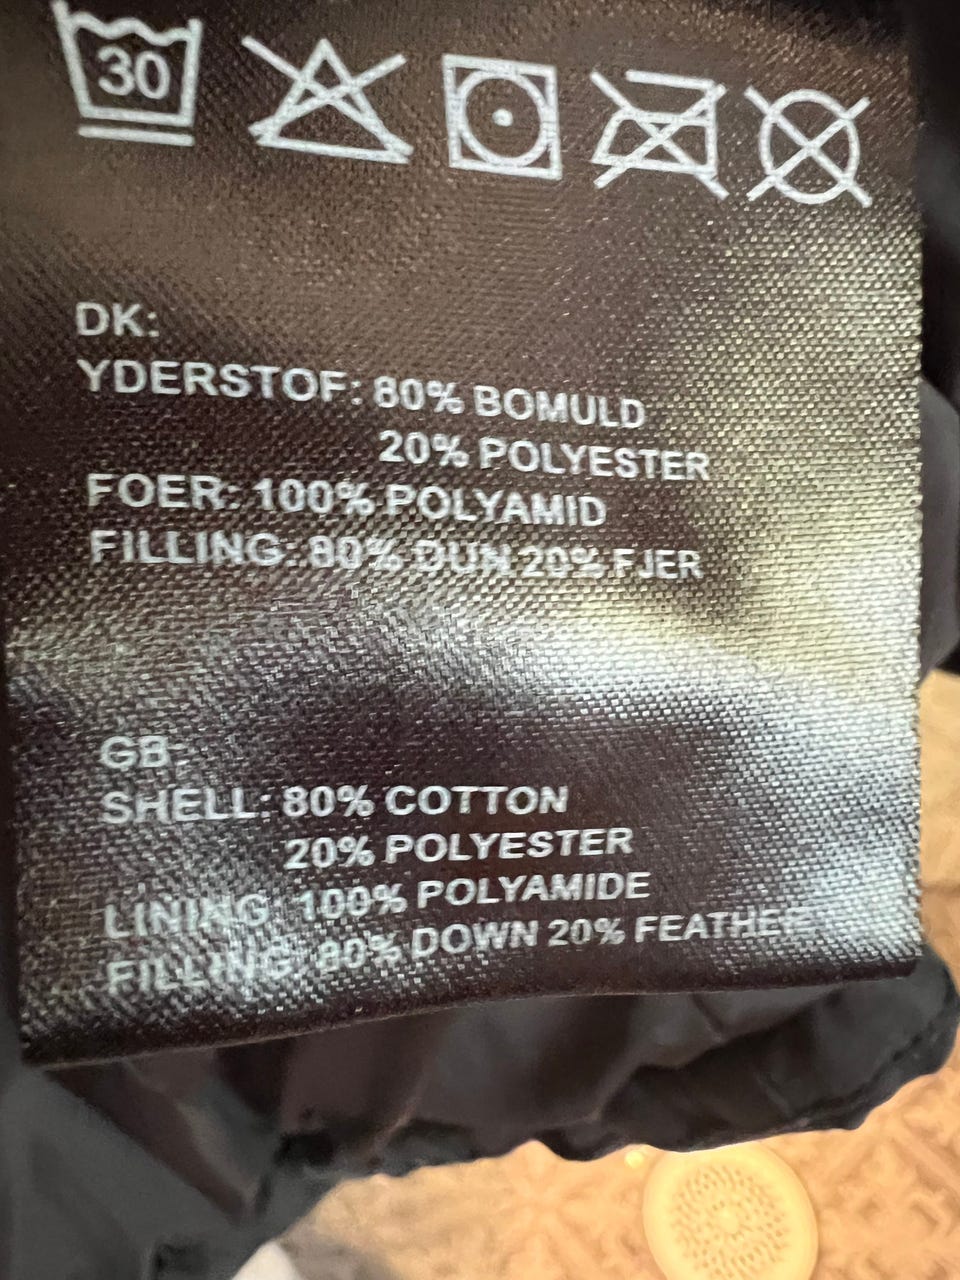 30
DK:
YDERSTOF: 80% BOMULD
20% POLYESTER
FOER: 100% POLYAMID
FILLING: 80% DUN 20% FJER
GB:
SHELL: 80% COTTON
20% POLYESTER
LINING: 100% POLYAMIDE
FILLING: 80% DOWN 20% FEATHER